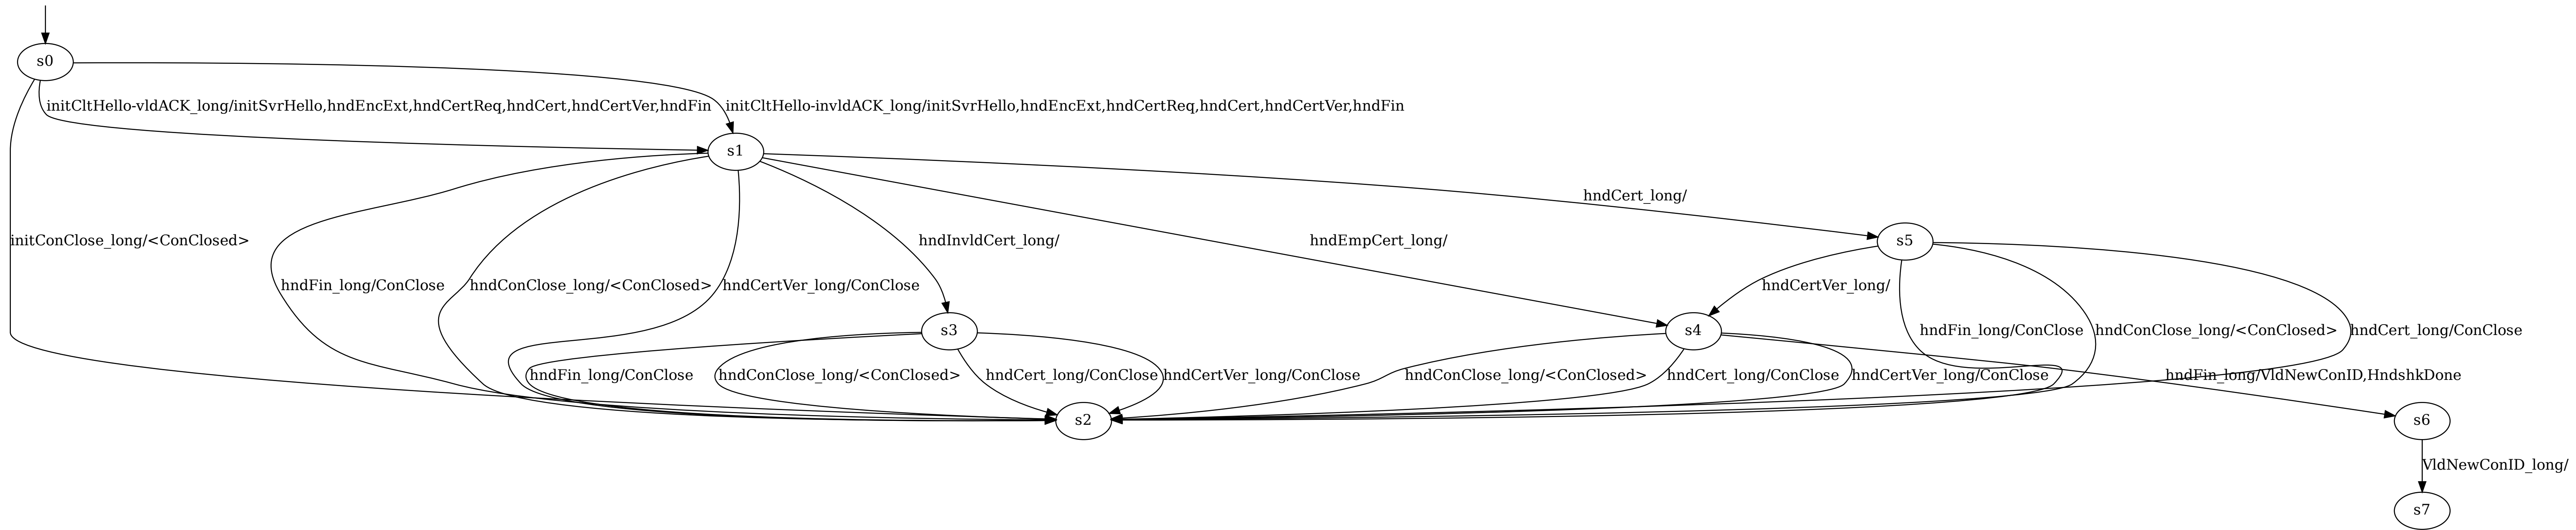 s0
initCltHello-vldACK_long/initSvrHello,hndEncExt,hndCertReq,hndCert,hndCertVer,hndFin
initCltHello-invldACK_long/initSvrHello,hndEncExt,hndCertReq,hndCert,hndCertVer,hndFin
s1
hndCert_long/
initConClose_long/<ConClosed>
hndInvldCert_long/
hndEmpCert_long/
s5
hndFin_long/ConClose
hndConClose_long/<ConClosed>
hndCertVer_long/ConClose
hndCertVer_long/
s3
s4
hndFin_long/ConClose
hndConClose_long/<ConClosed>
hndCert_long/ConClose
hndFin_long/ConClose
hndConClose_long/<ConClosed>
hndCert_long/ConClose
hndCertVer_long/ConClose
hndConClose_long/<ConClosed>
hndCert_long/ConClose
hndCertVer_long/ConClose
hndFin_long/VldNewConID,HndshkDone
s2
s6
VldNewConID_long/
s7